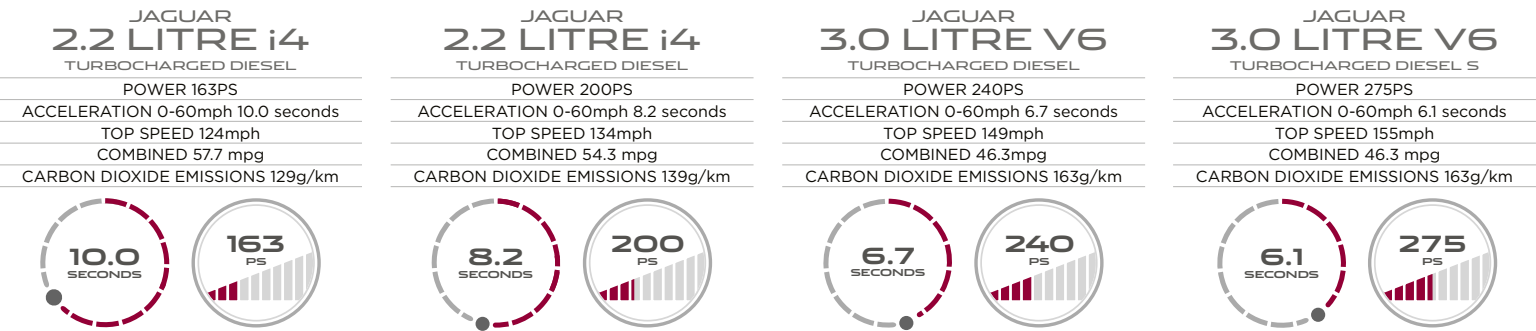 JAGUAR
2.2 LITRE i4
TURBOCHARGED DIESEL
POWER 163PS
ACCELERATION 0-60mph 10.0 seconds
TOP SPEED 124mph
COMBINED 57.7 mpg
CARBON DIOXIDE EMISSIONS 129g/km
10.0
SECONDS
163
PS
JAGUAR
2.2 LITRE i4
TURBOCHARGED DIESEL
POWER 200PS
ACCELERATION 0-60mph 8.2 seconds
TOP SPEED 134mph
COMBINED 54.3 mpg
CARBON DIOXIDE EMISSIONS 139g/km
8.2
SECONDS
200
PS
JAGUAR
3.0 LITRE V6
TURBOCHARGED DIESEL
POWER 240PS
ACCELERATION 0-60mph 6.7 seconds
TOP SPEED 149mph
COMBINED 46.3mpg
CARBON DIOXIDE EMISSIONS 163g/km
6.7
SECONDS
240
PS
JAGUAR
3.0 LITRE V6
TURBOCHARGED DIESEL S
POWER 275PS
ACCELERATION 0-60mph 6.1 seconds
TOP SPEED 155mph
COMBINED 46.3 mpg
CARBON DIOXIDE EMISSIONS 163g/km
6.1
SECONDS
275
PS